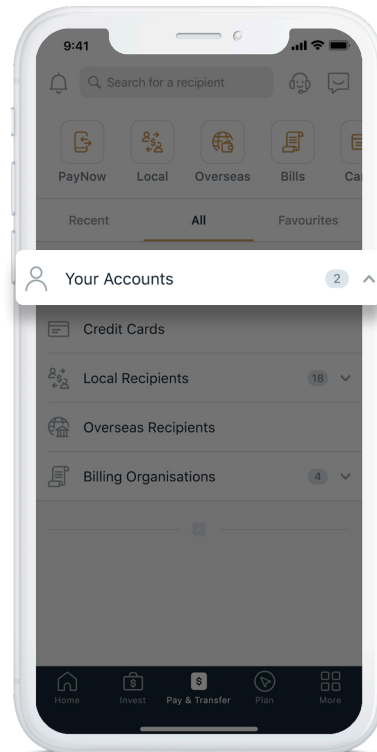 9:41
Search for a recipient
PayNow Local Overseas Bills
Recent All Favourites
Your Accounts 2
Credit Cards
Local Recipients 18
Overseas Recipients
Billing Organisations 4
Home Invest Pay & Transfer Plan More